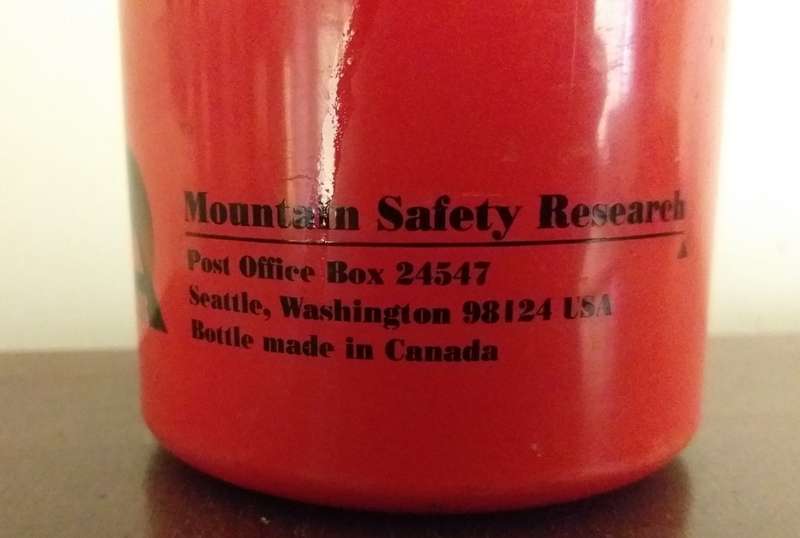 Mountain Safety Research
Post Office Box 24547
Seattle, Washington 98124 USA
Bottle made in Canada